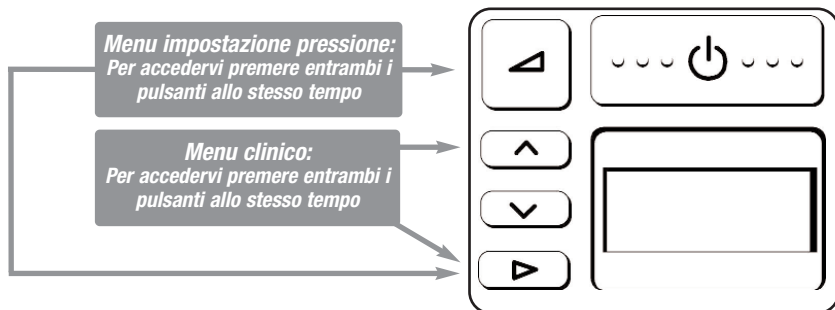 Menu impostazione pressione:
Per accedervi premere entrambi i
pulsanti allo stesso tempo
Menu clinico:
Per accedervi premere entrambi i
pulsanti allo stesso tempo